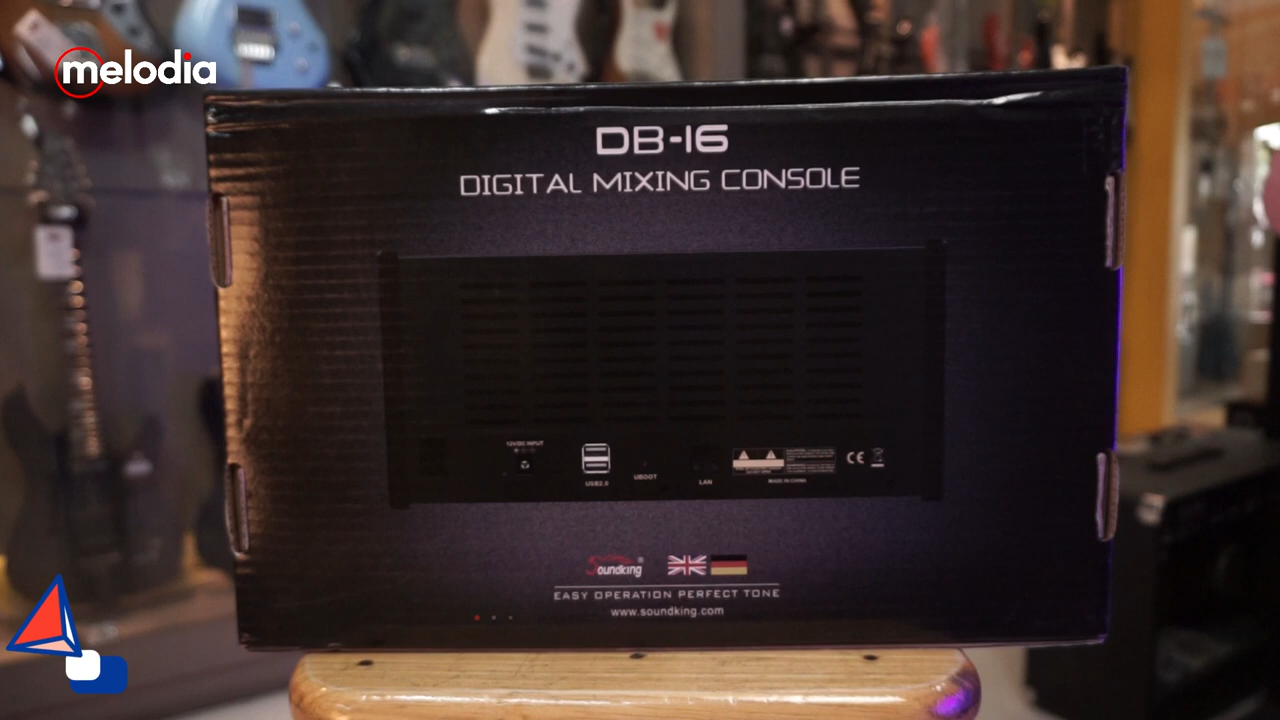 melodia
DB-16
DIGITAL MIXING CONSOLE
12V/DC INPUT
USB2.0
UBOOT
LAN
MADE IN CHINA
CE
Soundking®
EASY OPERATION PERFECT TONE
www.soundking.com